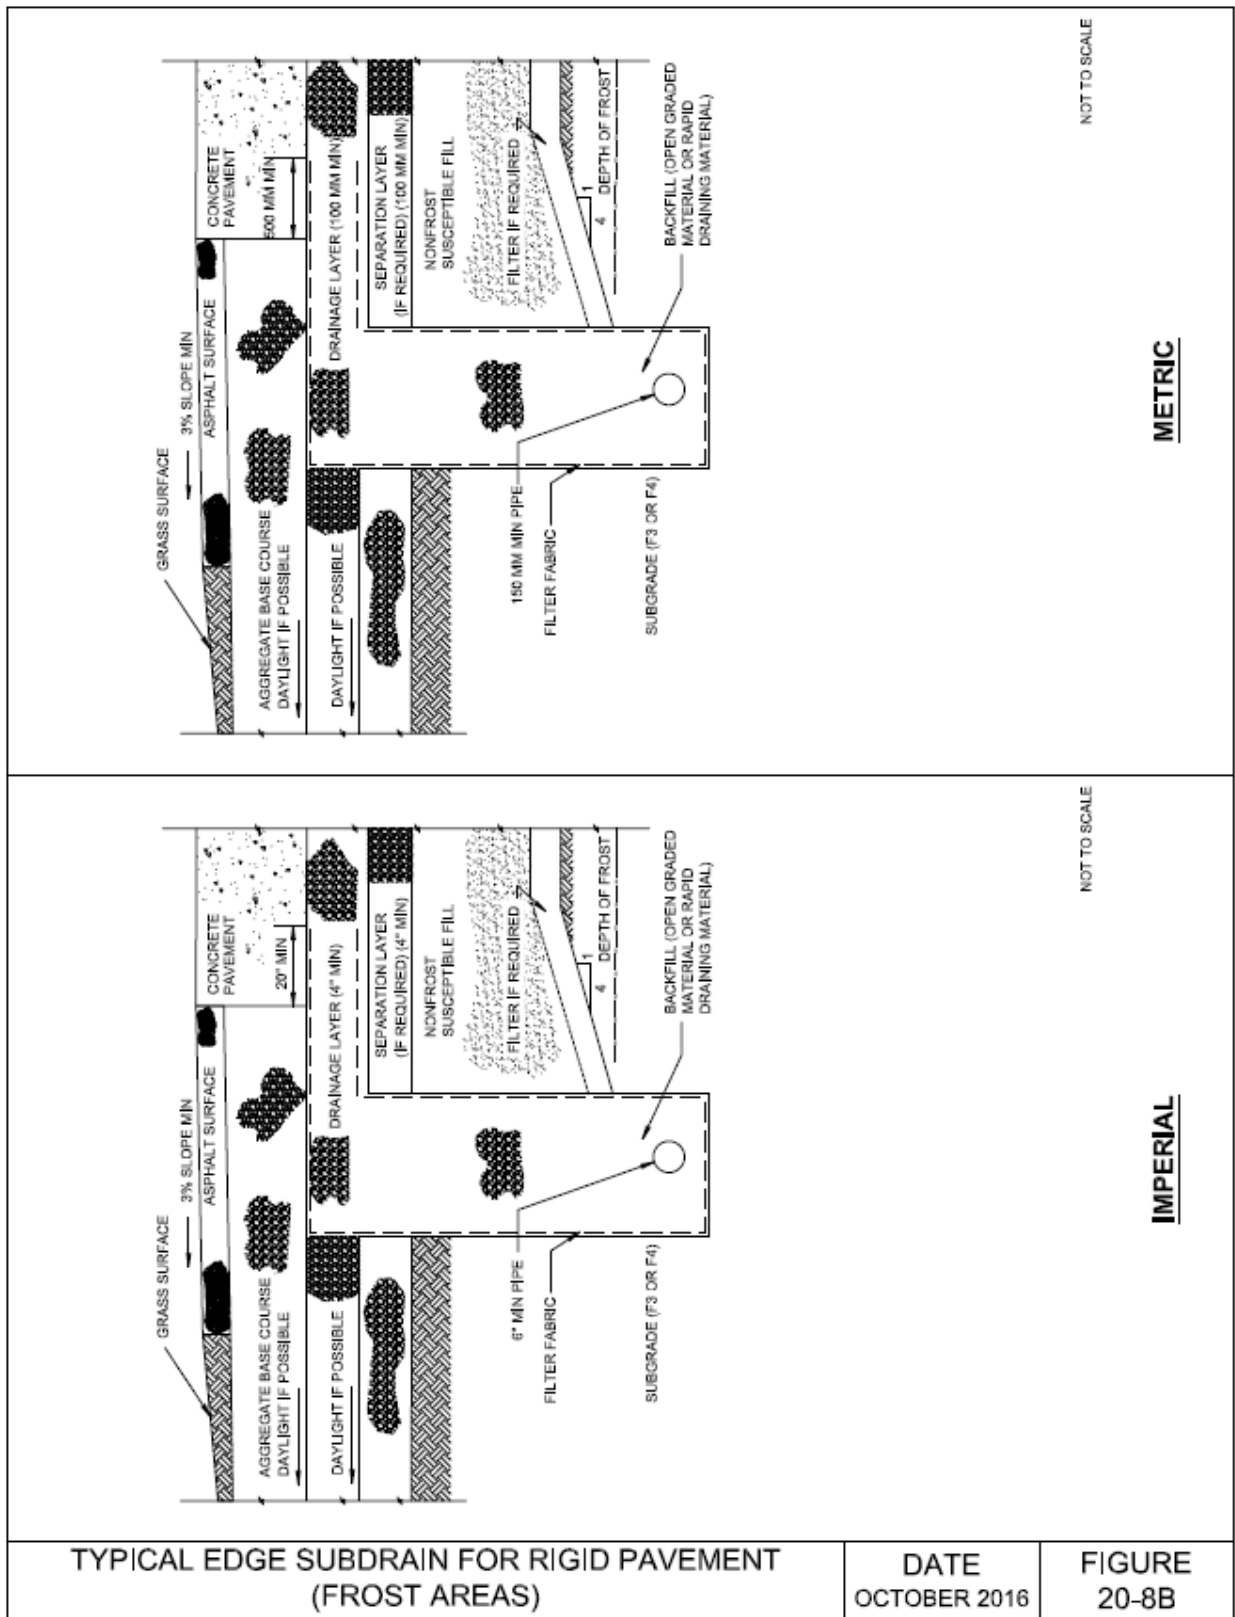 GRASS SURFACE
3% SLOPE MIN
ASPHALT SURFACE
CONCRETE
PAVEMENT
500 MM MIN
AGGREGATE BASE COURSE
DAYLIGHT IF POSSIBLE
DAYLIGHT IF POSSIBLE
DRAINAGE LAYER (100 MM MIN)
SEPARATION LAYER
(IF REQUIRED) (100 MM MIN)
NONFROST
SUSCEPTIBLE FILL
FILTER IF REQUIRED
150 MM MIN PIPE
FILTER FABRIC
1
4
DEPTH OF FROST
SUBGRADE (F3 OR F4)
BACKFILL (OPEN GRADED
MATERIAL OR RAPID
DRAINING MATERIAL)
NOT TO SCALE
METRIC
GRASS SURFACE
3% SLOPE MIN
ASPHALT SURFACE
CONCRETE
PAVEMENT
20" MIN
AGGREGATE BASE COURSE
DAYLIGHT IF POSSIBLE
DAYLIGHT IF POSSIBLE
DRAINAGE LAYER (4" MIN)
SEPARATION LAYER
(IF REQUIRED) (4" MIN)
NONFROST
SUSCEPTIBLE FILL
FILTER IF REQUIRED
6" MIN PIPE
FILTER FABRIC
1
4
DEPTH OF FROST
SUBGRADE (F3 OR F4)
BACKFILL (OPEN GRADED
MATERIAL OR RAPID
DRAINING MATERIAL)
NOT TO SCALE
IMPERIAL
TYPICAL EDGE SUBDRAIN FOR RIGID PAVEMENT
(FROST AREAS)
DATE
OCTOBER 2016
FIGURE
20-8B